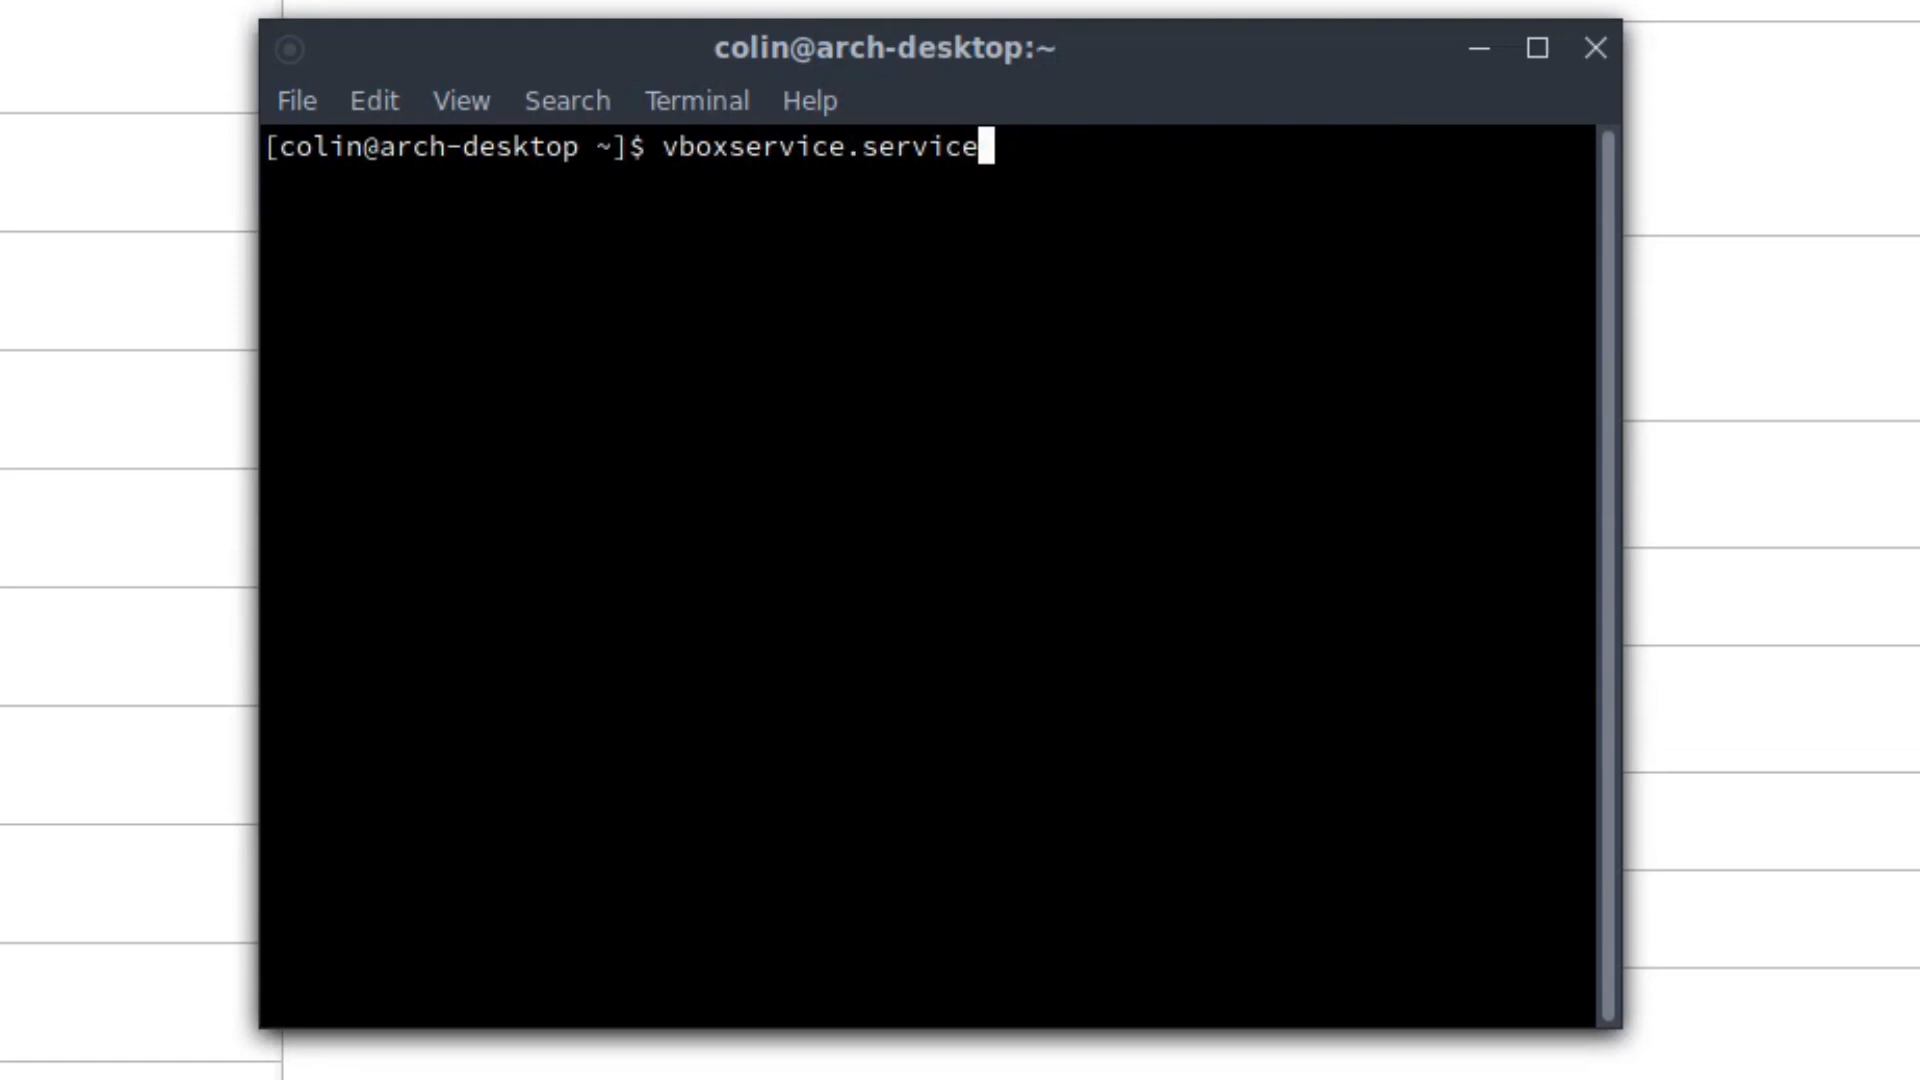 colin@arch-desktop:~
File Edit View Search Terminal Help
[colin@arch-desktop ~]$ vboxservice.service